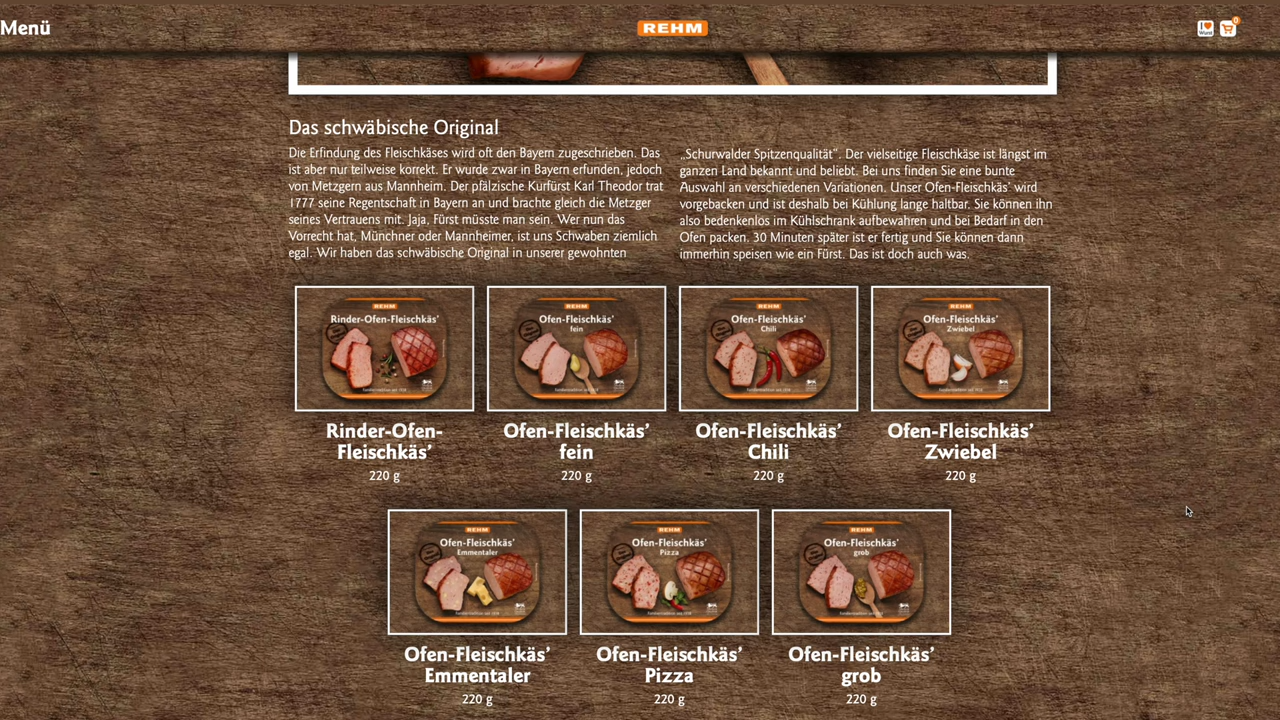 Menü
REHM
I
Wurst
0
Das schwäbische Original
Die Erfindung des Fleischkäses wird oft den Bayern zugeschrieben. Das
ist aber nur teilweise korrekt. Er wurde zwar in Bayern erfunden, jedoch
von Metzgern aus Mannheim. Der pfälzische Kurfürst Karl Theodor trat
1777 seine Regentschaft in Bayern an und brachte gleich die Metzger
seines Vertrauens mit. Jaja, Fürst müsste man sein. Wer nun das
Vorrecht hat, Münchner oder Mannheimer, ist uns Schwaben ziemlich
egal. Wir haben das schwäbische Original in unserer gewohnten
„Schurwalder Spitzenqualität“. Der vielseitige Fleischkäse ist längst im
ganzen Land bekannt und beliebt. Bei uns finden Sie eine bunte
Auswahl an verschiedenen Variationen. Unser Ofen-Fleischkäs’ wird
vorgebacken und ist deshalb bei Kühlung lange haltbar. Sie können ihn
also bedenkenlos im Kühlschrank aufbewahren und bei Bedarf in den
Ofen packen. 30 Minuten später ist er fertig und Sie können dann
immerhin speisen wie ein Fürst. Das ist doch auch was.
REHM
Rinder-Ofen-Fleischkäs’
Rinder-Ofen-
Fleischkäs’
220 g
REHM
Ofen-Fleischkäs’
fein
Ofen-Fleischkäs’
fein
220 g
REHM
Ofen-Fleischkäs’
Chili
Ofen-Fleischkäs’
Chili
220 g
REHM
Ofen-Fleischkäs’
Zwiebel
Ofen-Fleischkäs’
Zwiebel
220 g
REHM
Ofen-Fleischkäs’
Emmentaler
Ofen-Fleischkäs’
Emmentaler
220 g
REHM
Ofen-Fleischkäs’
Pizza
Ofen-Fleischkäs’
Pizza
220 g
REHM
Ofen-Fleischkäs’
grob
Ofen-Fleischkäs’
grob
220 g